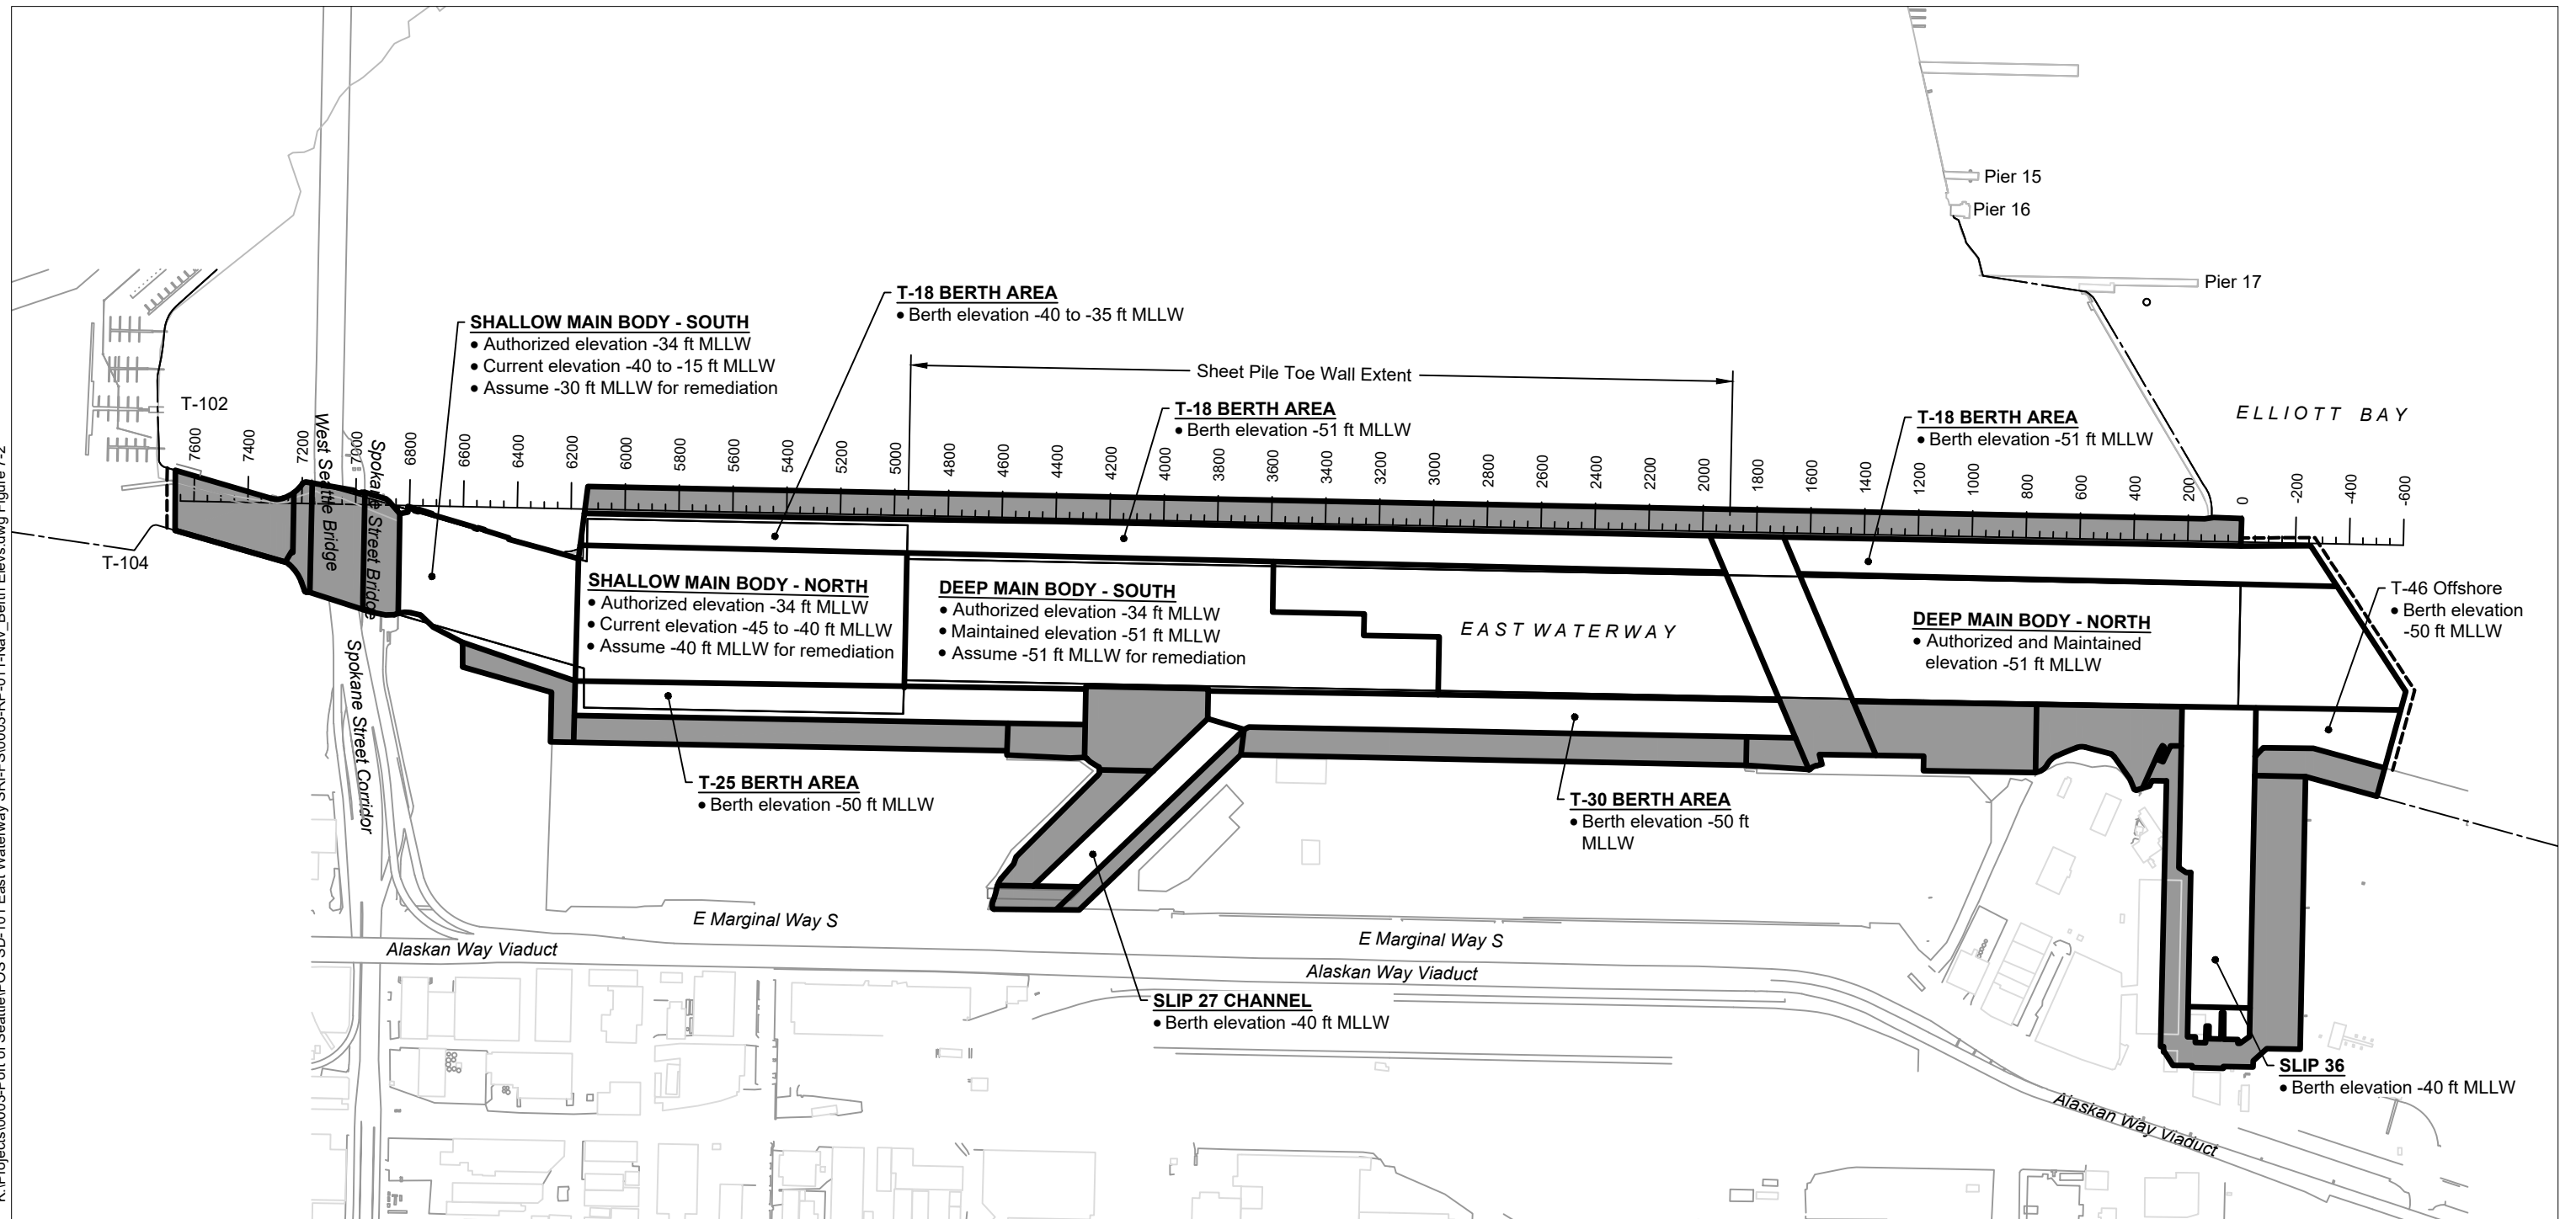 Pier 15
Pier 16
Pier 17
ELLIOTT BAY
T-18 BERTH AREA
• Berth elevation -40 to -35 ft MLLW
SHALLOW MAIN BODY - SOUTH
• Authorized elevation -34 ft MLLW
• Current elevation -40 to -15 ft MLLW
• Assume -30 ft MLLW for remediation
Sheet Pile Toe Wall Extent
T-18 BERTH AREA
• Berth elevation -51 ft MLLW
T-18 BERTH AREA
• Berth elevation -51 ft MLLW
T-102
T-104
7600
7400
7200
7000
6800
6600
6400
6200
6000
5800
5600
5400
5200
5000
4800
4600
4400
4200
4000
3800
3600
3400
3200
3000
2800
2600
2400
2200
2000
1800
1600
1400
1200
1000
800
600
400
200
0
-200
-400
-600
West Seattle Bridge
Spokane Street Bridge
Spokane Street Corridor
SHALLOW MAIN BODY - NORTH
• Authorized elevation -34 ft MLLW
• Current elevation -45 to -40 ft MLLW
• Assume -40 ft MLLW for remediation
DEEP MAIN BODY - SOUTH
• Authorized elevation -34 ft MLLW
• Maintained elevation -51 ft MLLW
• Assume -51 ft MLLW for remediation
EAST WATERWAY
DEEP MAIN BODY - NORTH
• Authorized and Maintained
elevation -51 ft MLLW
T-46 Offshore
• Berth elevation
-50 ft MLLW
T-25 BERTH AREA
• Berth elevation -50 ft MLLW
T-30 BERTH AREA
• Berth elevation -50 ft
MLLW
E Marginal Way S
E Marginal Way S
Alaskan Way Viaduct
Alaskan Way Viaduct
Alaskan Way Viaduct
SLIP 27 CHANNEL
• Berth elevation -40 ft MLLW
SLIP 36
• Berth elevation -40 ft MLLW